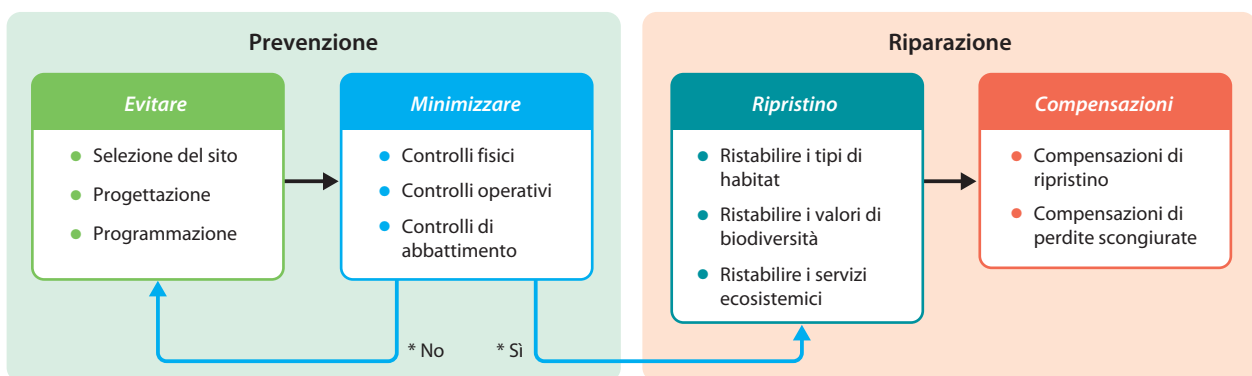 Prevenzione
Evitare
Selezione del sito
Progettazione
Programmazione
Minimizzare
Controlli fisici
Controlli operativi
Controlli di
abbattimento
* No
* Sì
Riparazione
Ripristino
Ristabilire i tipi di
habitat
Ristabilire i valori di
biodiversità
Ristabilire i servizi
ecosistemici
Compensazioni
Compensazioni di
ripristino
Compensazioni di
perdite scongiurate